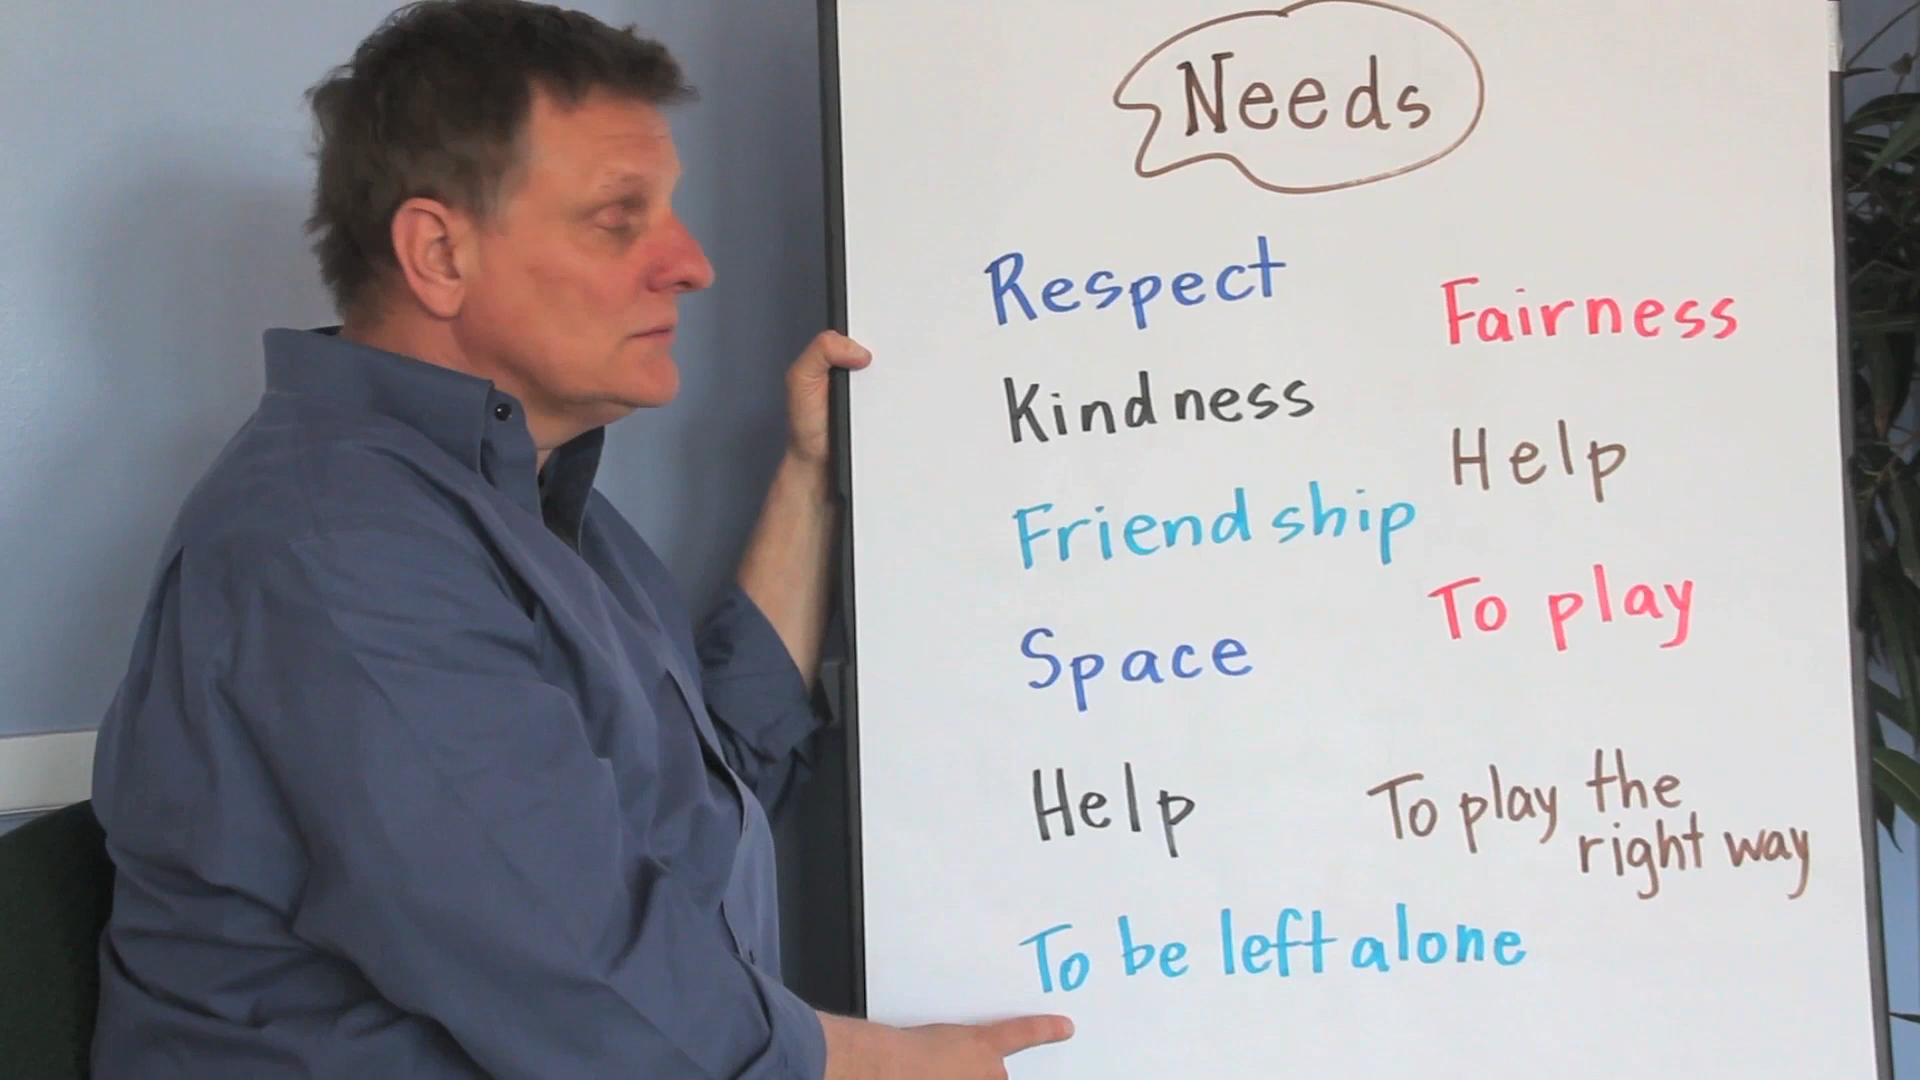 Needs
Respect
Kindness
Friendship
Space
Help
To be left alone
Fairness
Help
To play
To play the
right way